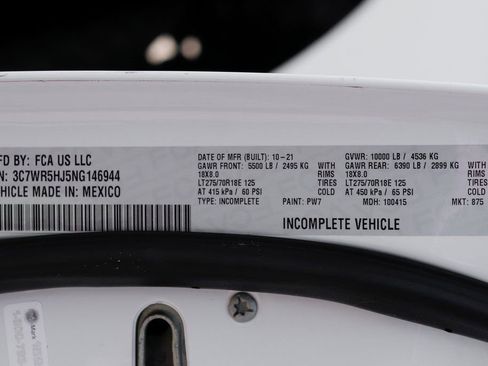 FD BY: FCA US LLC
N: 3C7WR5HJ5NG146944
EHICLE MADE IN: MEXICO
DATE OF MFR (BUILT): 10-21
GAWR FRONT: 5500 LB / 2495 KG WITH
18X8.0 RIMS
LT275/70R18E 125 TIRES
AT 415 kPa / 60 PSI COLD
TYPE: INCOMPLETE PAINT: PW7
GVWR: 10000 LB / 4536 KG
GAWR REAR: 6390 LB / 2899 KG WITH
18X8.0 RIMS
LT275/70R18E 125 TIRES
AT 450 kPa / 65 PSI COLD
MDH: 100415 MKT: 875
INCOMPLETE VEHICLE
Mark